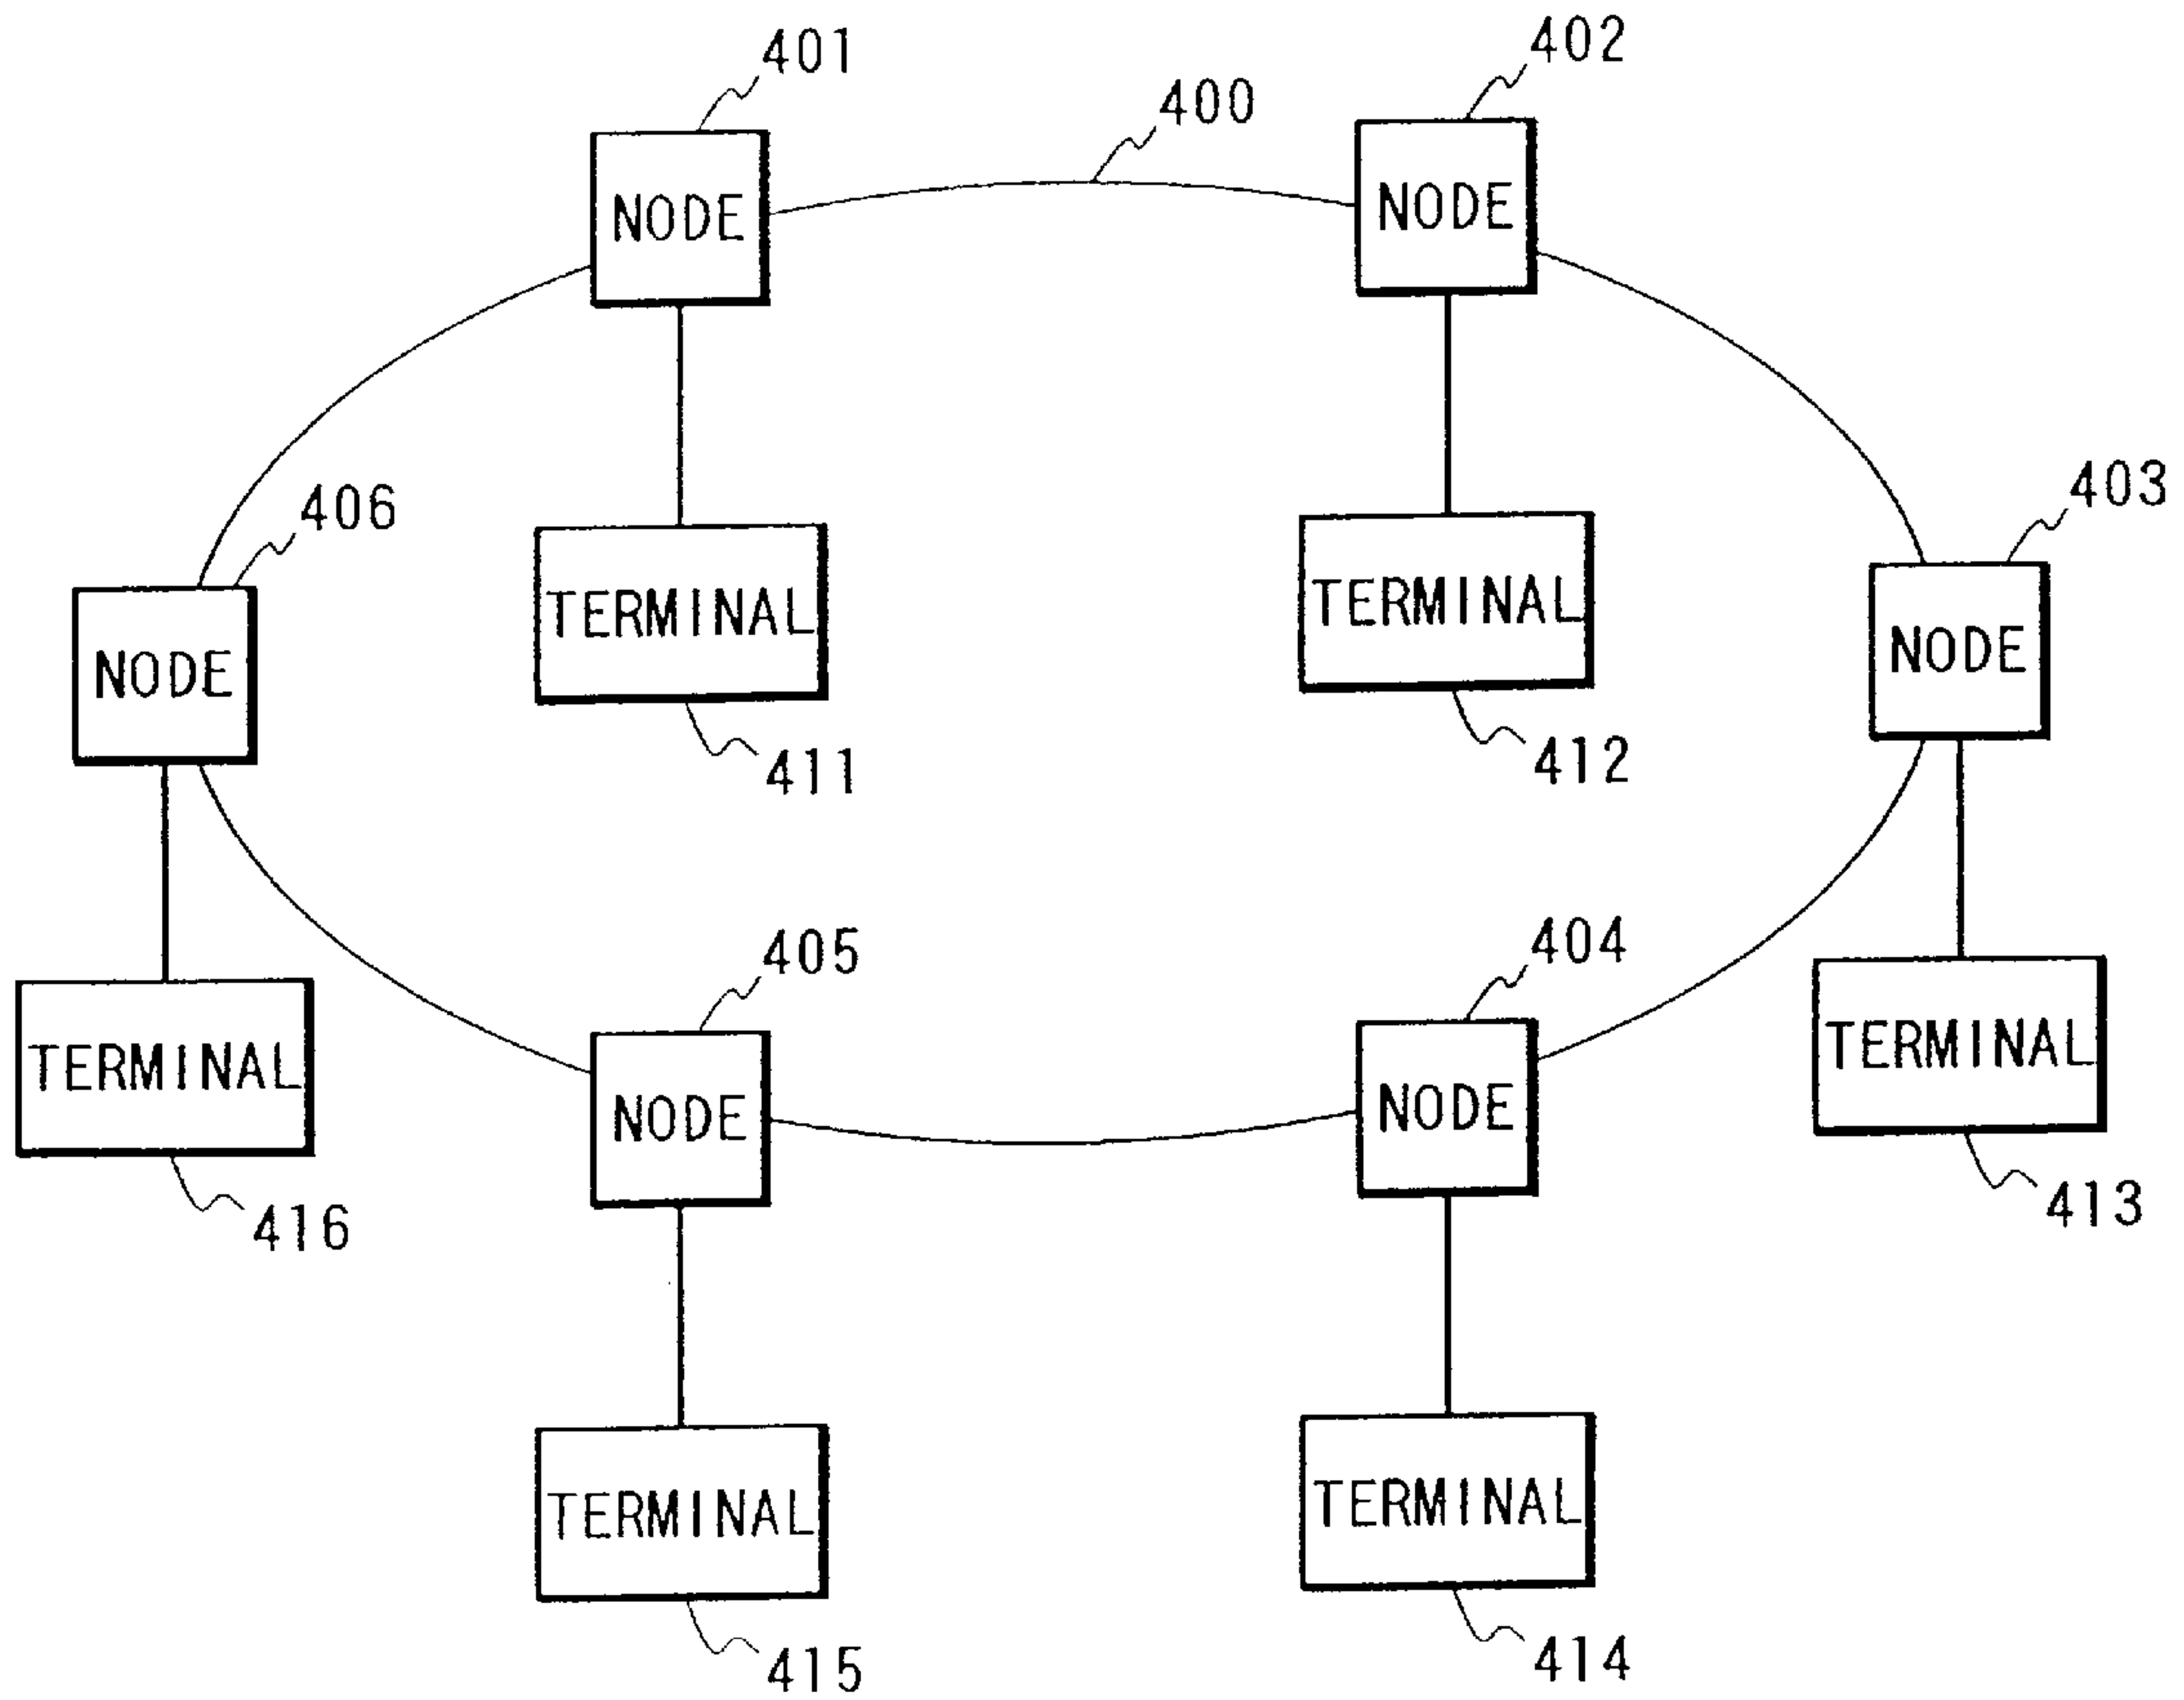 401
402
400
NODE
NODE
403
406
TERMINAL
TERMINAL
NODE
NODE
411
412
405
404
TERMINAL
TERMINAL
NODE
NODE
416
413
TERMINAL
TERMINAL
415
414